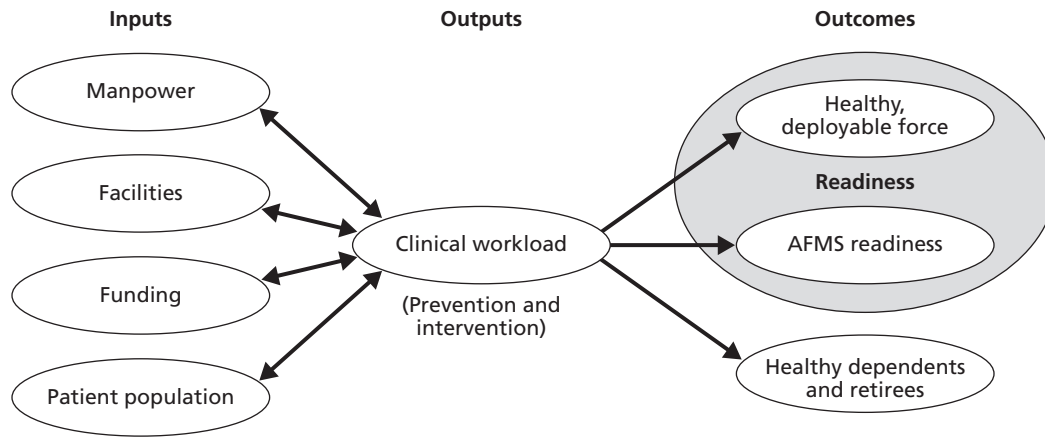 Inputs
Outputs
Outcomes
Manpower
Facilities
Funding
Patient population
Clinical workload
(Prevention and
intervention)
Healthy,
deployable force
Readiness
AFMS readiness
Healthy dependents
and retirees